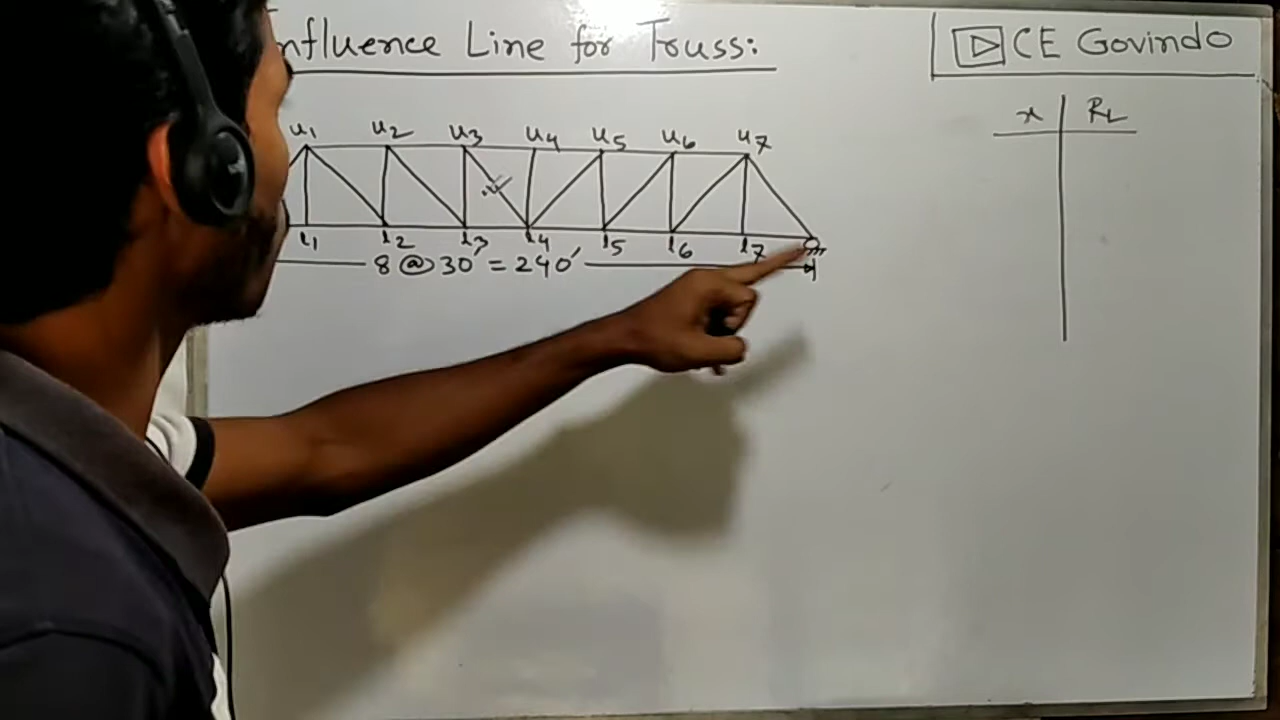 nfluence Line for Truss:
CE Govindo
x RL
u1 u2 u3 u4 u5 u6 u7
l1 l2 l3 l4 l5 l6 l7
8 @ 30' = 240'